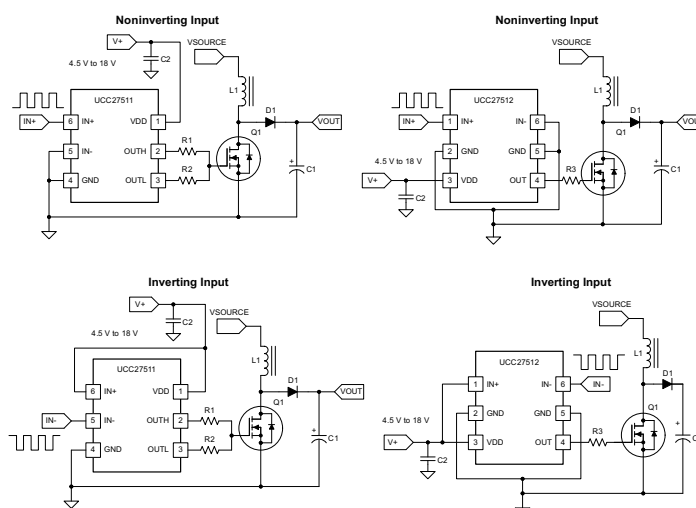 Noninverting Input
V+
VSOURCE
4.5 V to 18 V
C2
L1
UCC27511
D1
VOUT
IN+
6 IN+ VDD 1
Q1
5 IN- OUTH 2
R1
4 GND OUTL 3
R2
+
C1
Noninverting Input
VSOURCE
L1
UCC27512
D1
VOU
IN+
1 IN+ IN- 6
Q1
2 GND GND 5
4.5 V to 18 V
V+
3 VDD OUT 4
R3
C2
+
C1
Inverting Input
V+
VSOURCE
C2
4.5 V to 18 V
L1
UCC27511
D1
VOUT
6 IN+ VDD 1
Q1
IN-
5 IN- OUTH 2
R1
4 GND OUTL 3
R2
+
C1
Inverting Input
VSOURCE
L1
UCC27512
D1
1 IN+ IN- 6
IN-
Q1
2 GND GND 5
4.5 V to 18 V
V+
3 VDD OUT 4
R3
C2
+